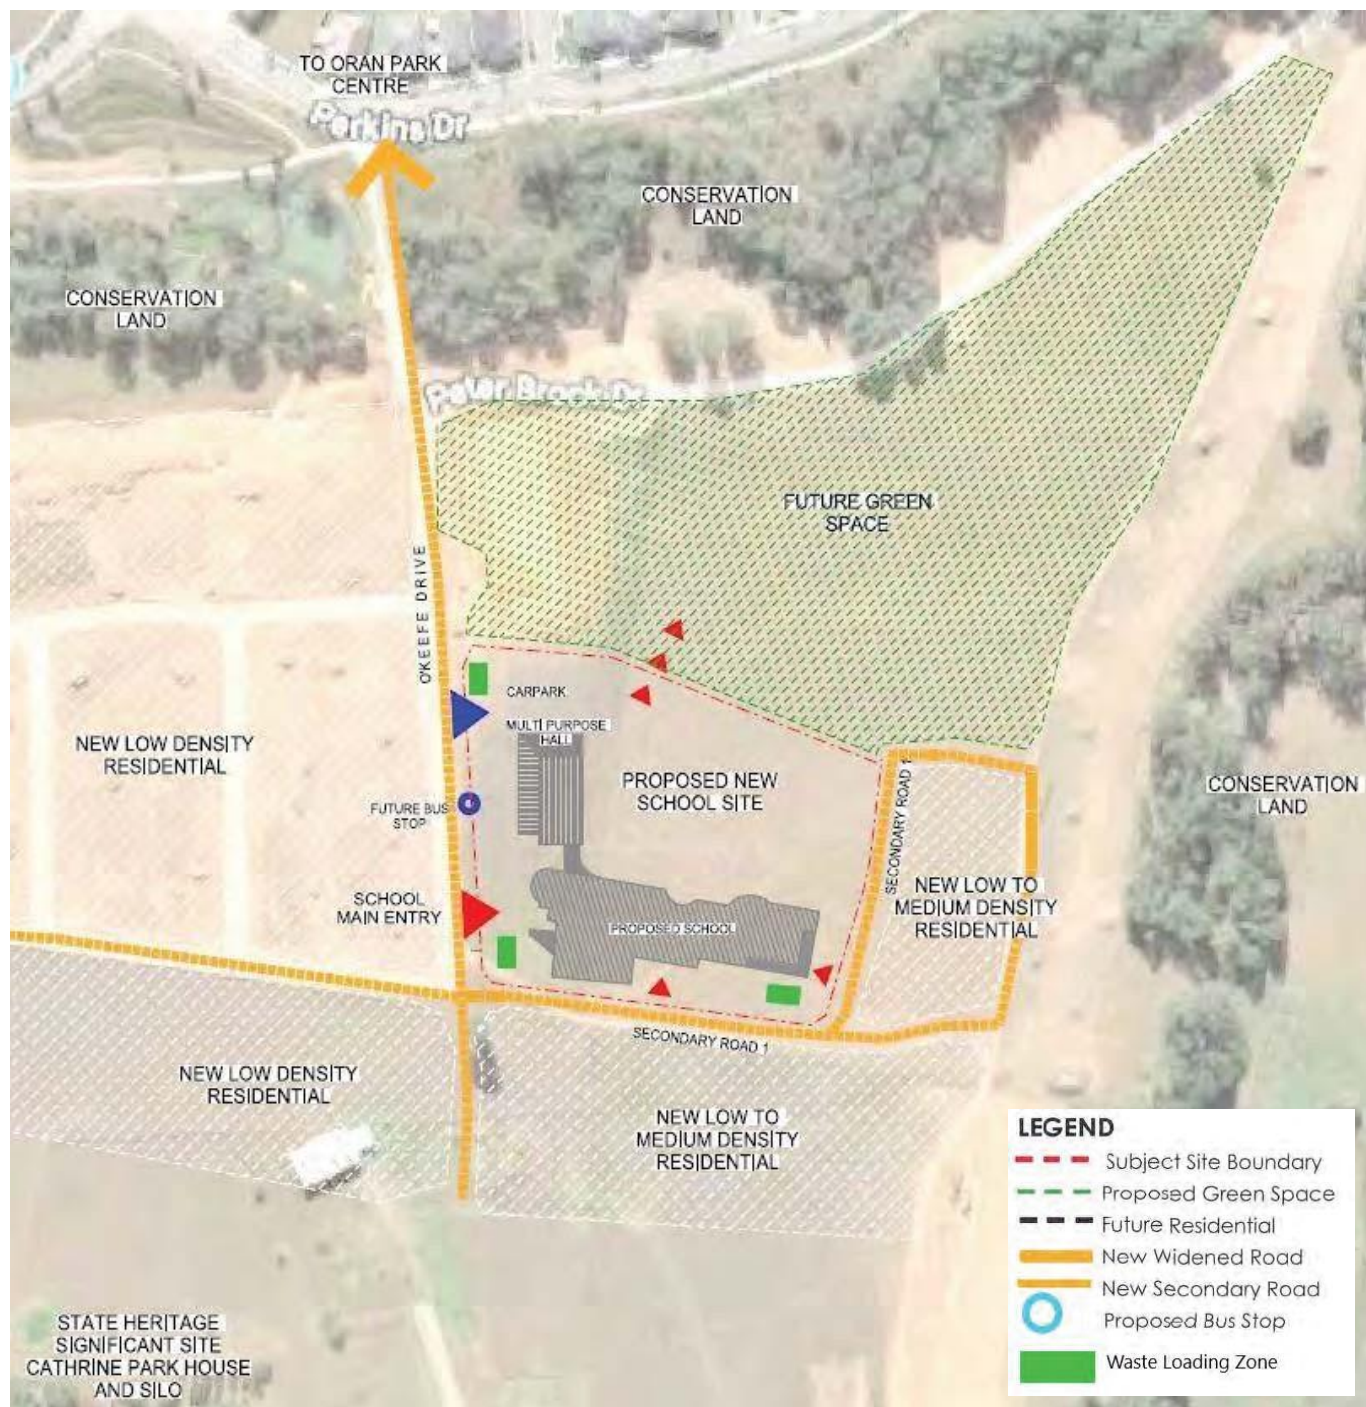 TO ORAN PARK
CENTRE
Perkins Dr
CONSERVATION
LAND
CONSERVATION
LAND
Peter Brock Dr
FUTURE GREEN
SPACE
O'KEEFE DRIVE
CARPARK
MULTI PURPOSE
HALL
NEW LOW DENSITY
RESIDENTIAL
PROPOSED NEW
SCHOOL SITE
CONSERVATION
LAND
FUTURE BUS
STOP
SECONDARY ROAD 1
SCHOOL
MAIN ENTRY
NEW LOW TO
MEDIUM DENSITY
RESIDENTIAL
PROPOSED SCHOOL
SECONDARY ROAD 1
NEW LOW DENSITY
RESIDENTIAL
NEW LOW TO
MEDIUM DENSITY
RESIDENTIAL
LEGEND
Subject Site Boundary
Proposed Green Space
Future Residential
New Widened Road
New Secondary Road
Proposed Bus Stop
Waste Loading Zone
STATE HERITAGE
SIGNIFICANT SITE
CATHRINE PARK HOUSE
AND SILO